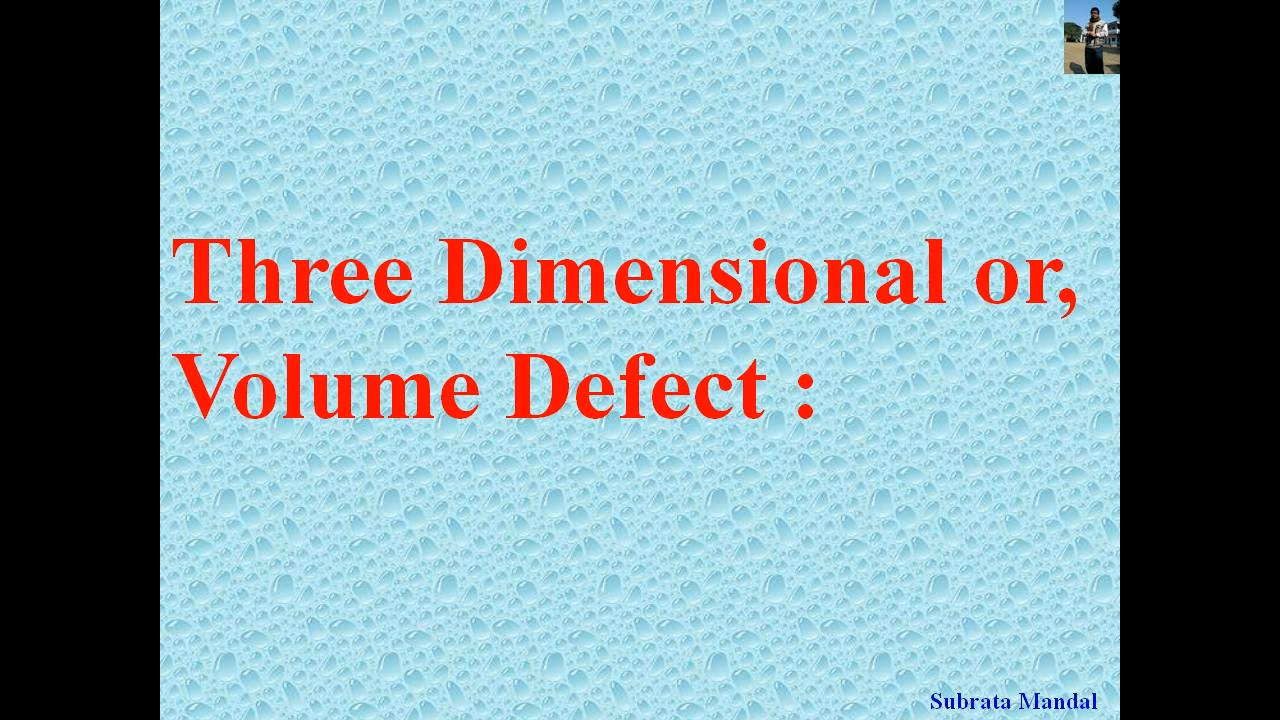 Three Dimensional or,
Volume Defect :
Subrata Mandal